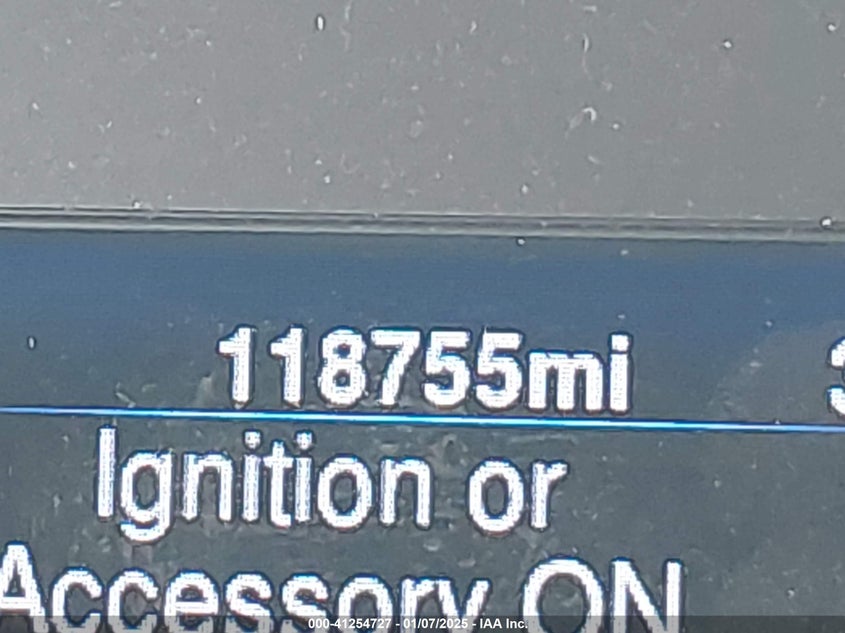 118755mi
Ignition or
Accessory ON
000-41254727 - 01/07/2025 - IAA Inc.